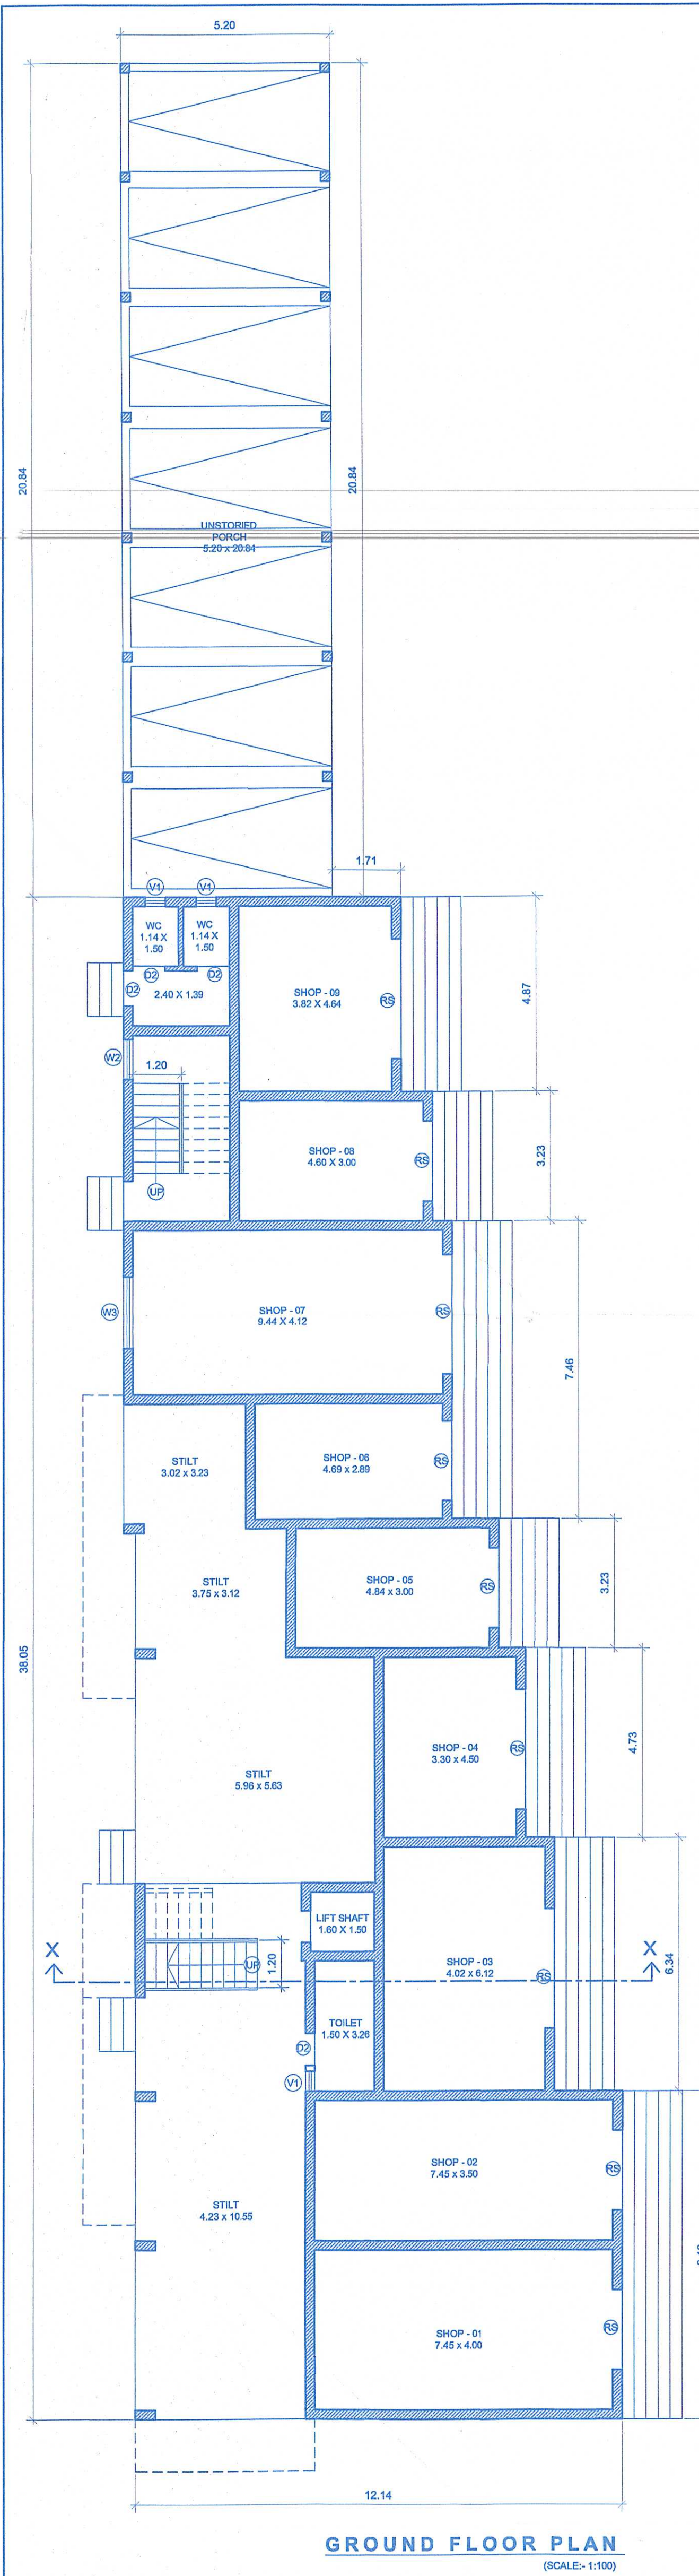 5.20
20.84
20.84
UNSTORIED
PORCH
5.20 x 20.84
1.71
V1
V1
WC
1.14 X
1.50
WC
1.14 X
1.50
D2
D2
D2
2.40 X 1.39
SHOP - 09
3.82 X 4.64
RS
4.87
W2
1.20
UP
SHOP - 08
4.60 X 3.00
RS
3.23
W3
SHOP - 07
9.44 X 4.12
RS
7.46
STILT
3.02 x 3.23
SHOP - 06
4.69 x 2.89
RS
STILT
3.75 x 3.12
SHOP - 05
4.84 x 3.00
RS
3.23
38.05
SHOP - 04
3.30 x 4.50
RS
4.73
STILT
5.96 x 5.63
LIFT SHAFT
1.60 X 1.50
X
UP
1.20
SHOP - 03
4.02 x 6.12
RS
X
6.34
TOILET
1.50 X 3.26
D2
V1
SHOP - 02
7.45 x 3.50
RS
STILT
4.23 x 10.55
SHOP - 01
7.45 x 4.00
RS
12.14
GROUND FLOOR PLAN
(SCALE:- 1:100)